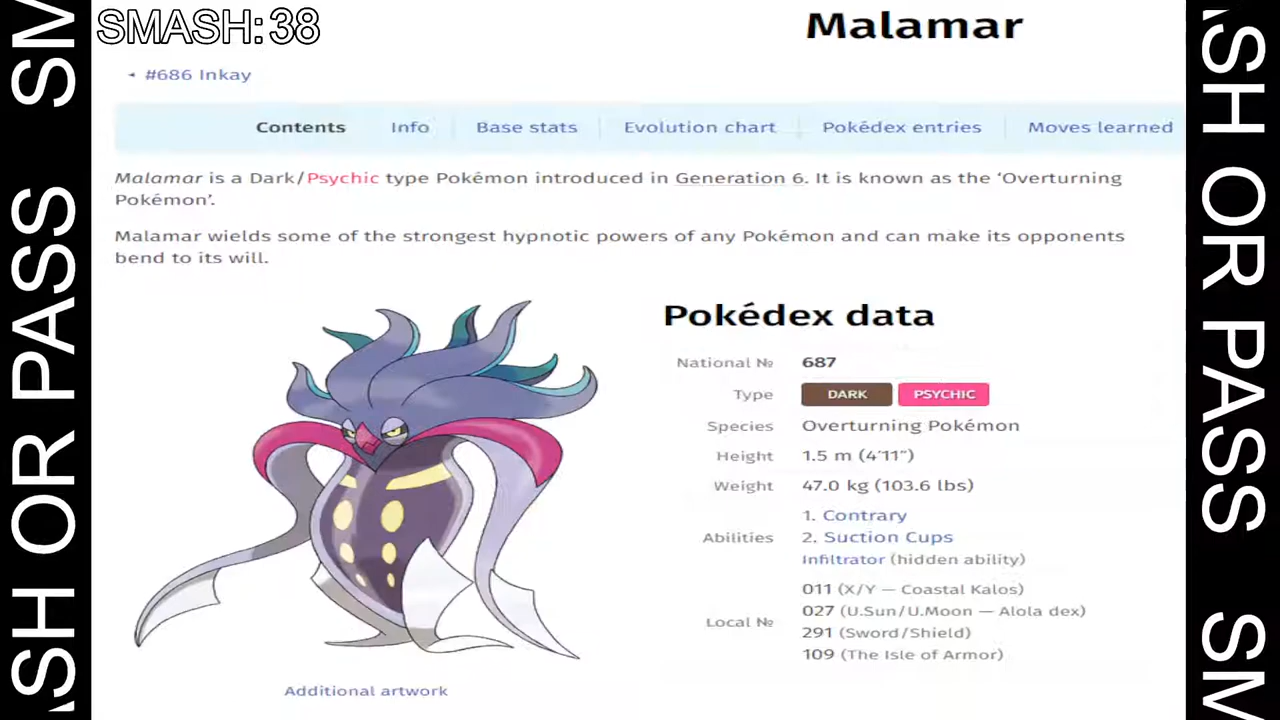 SMASH: 38
Malamar
#686 Inkay
Contents Info Base stats Evolution chart Pokédex entries Moves learned
Malamar is a Dark/Psychic type Pokémon introduced in Generation 6. It is known as the ‘Overturning
Pokémon’.
Malamar wields some of the strongest hypnotic powers of any Pokémon and can make its opponents
bend to its will.
Pokédex data
National № 687
Type DARK PSYCHIC
Species Overturning Pokémon
Height 1.5 m (4′11″)
Weight 47.0 kg (103.6 lbs)
Abilities 1. Contrary
2. Suction Cups
Infiltrator (hidden ability)
Local № 011 (X/Y — Coastal Kalos)
027 (U.Sun/U.Moon — Alola dex)
291 (Sword/Shield)
109 (The Isle of Armor)
Additional artwork
SH OR PASS SM
ASH OR PASS SM